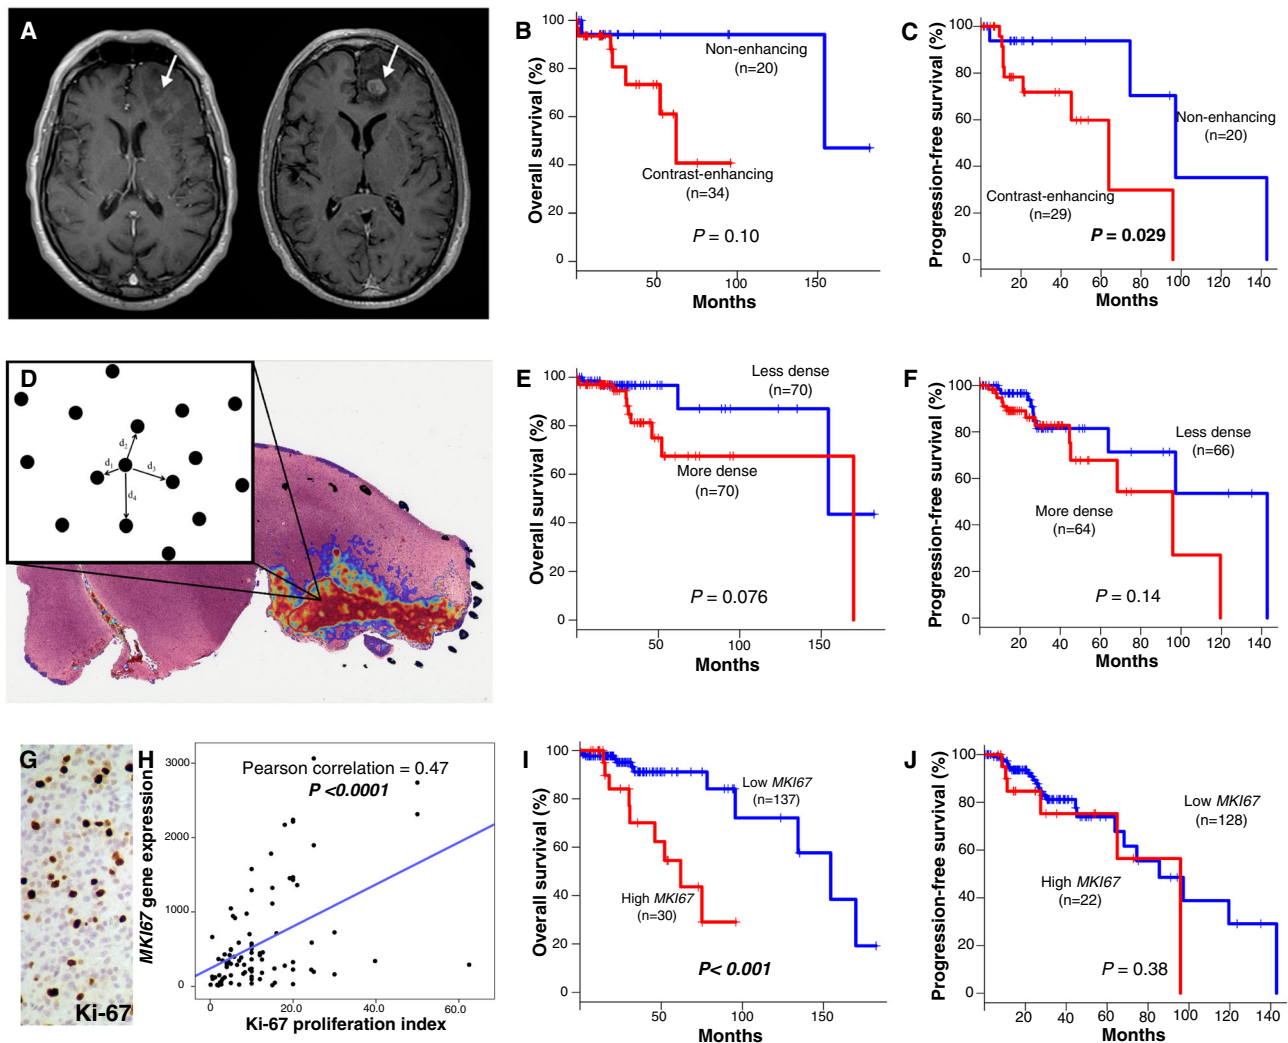 A
B
Overall survival (%)
100
80
60
40
20
0
Non-enhancing
(n=20)
Contrast-enhancing
(n=34)
P = 0.10
50
100
150
Months
C
Progression-free survival (%)
100
80
60
40
20
0
Non-enhancing
(n=20)
Contrast-enhancing
(n=29)
P = 0.029
20
40
60
80
100
120
140
Months
D
d2
d1
d3
d4
E
Overall survival (%)
100
80
60
40
20
0
Less dense
(n=70)
More dense
(n=70)
P = 0.076
50
100
150
Months
F
Progression-free survival (%)
100
80
60
40
20
0
Less dense
(n=66)
More dense
(n=64)
P = 0.14
20
40
60
80
100
120
140
Months
G
Ki-67
H
MKI67 gene expression
3000
2000
1000
0
Pearson correlation = 0.47
P <0.0001
0
20.0
40.0
60.0
Ki-67 proliferation index
I
Overall survival (%)
100
80
60
40
20
0
Low MKI67
(n=137)
High MKI67
(n=30)
P< 0.001
50
100
150
Months
J
Progression-free survival (%)
100
80
60
40
20
0
Low MKI67
(n=128)
High MKI67
(n=22)
P = 0.38
20
40
60
80
100
120
140
Months